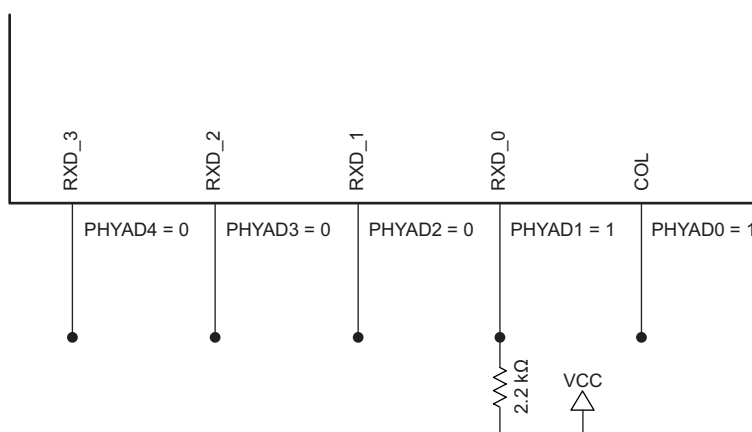 RXD_3
RXD_2
RXD_1
RXD_0
COL
PHYAD4 = 0
PHYAD3 = 0
PHYAD2 = 0
PHYAD1 = 1
PHYAD0 = 1
2.2 kΩ
VCC